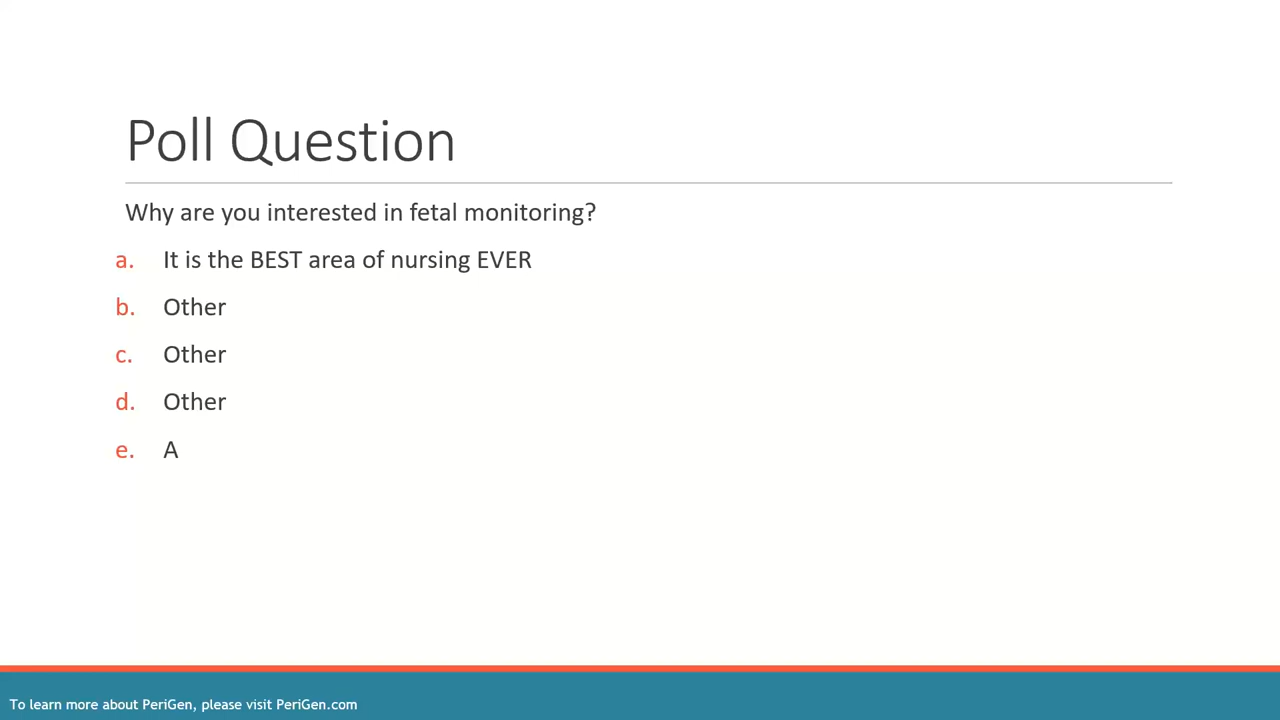 Poll Question
Why are you interested in fetal monitoring?
a. It is the BEST area of nursing EVER
b. Other
c. Other
d. Other
e. A
To learn more about PeriGen, please visit PeriGen.com